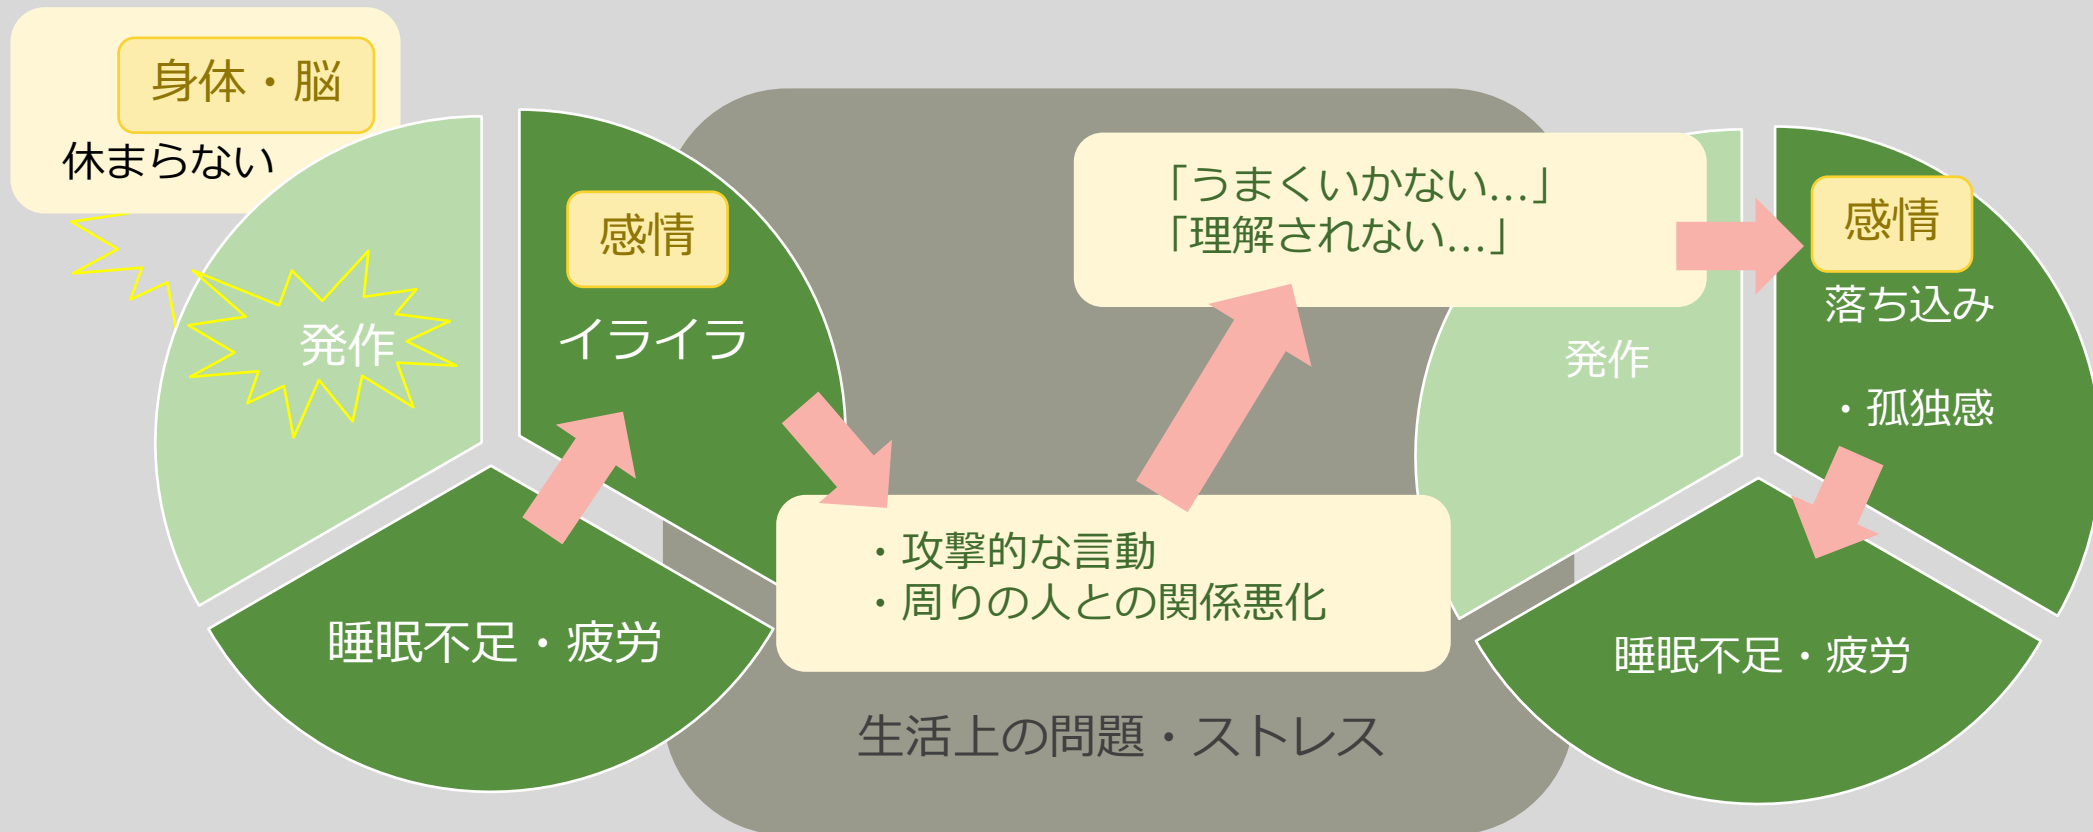 身体・脳
休まらない
発作
感情
イライラ
睡眠不足・疲労
・攻撃的な言動
・周りの人との関係悪化
生活上の問題・ストレス
「うまくいかない…」
「理解されない…」
発作
感情
落ち込み
・孤独感
睡眠不足・疲労